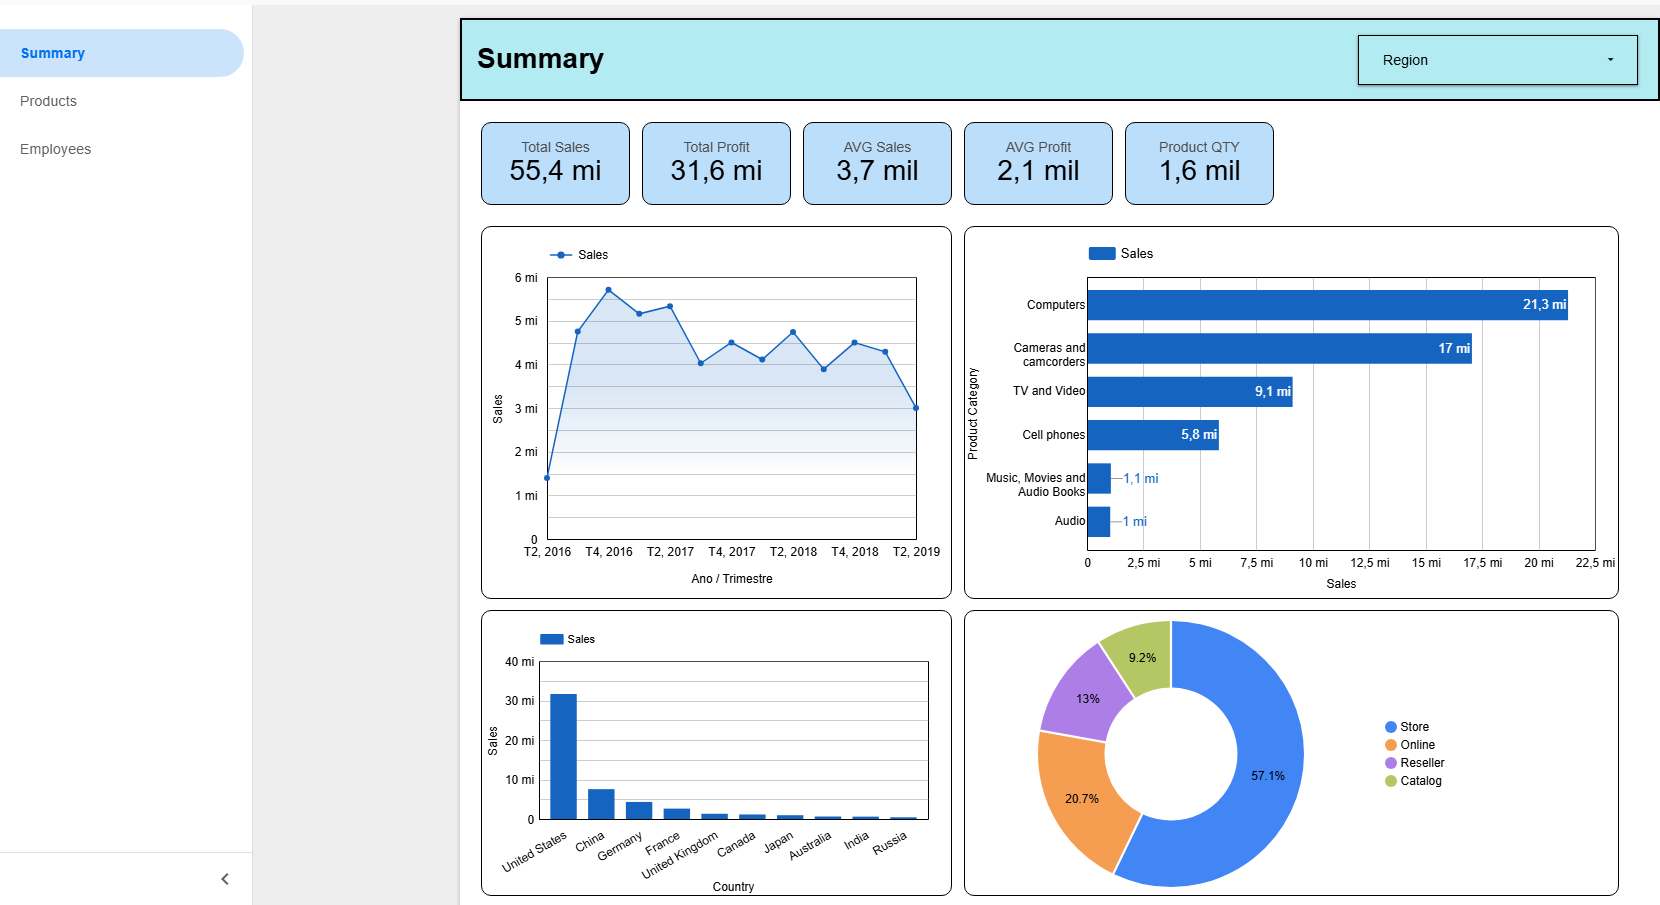 Summary
Products
Employees
Summary
Region
Total Sales
55,4 mi
Total Profit
31,6 mi
AVG Sales
3,7 mil
AVG Profit
2,1 mil
Product QTY
1,6 mil
Sales
6 mi
5 mi
4 mi
3 mi
2 mi
1 mi
0
Sales
T2, 2016
T4, 2016
T2, 2017
T4, 2017
T2, 2018
T4, 2018
T2, 2019
Ano / Trimestre
Sales
Product Category
Computers
21,3 mi
Cameras and
camcorders
17 mi
TV and Video
9,1 mi
Cell phones
5,8 mi
Music, Movies and
Audio Books
1,1 mi
Audio
1 mi
0
2,5 mi
5 mi
7,5 mi
10 mi
12,5 mi
15 mi
17,5 mi
20 mi
22,5 mi
Sales
Sales
40 mi
30 mi
20 mi
10 mi
0
Sales
United States
China
Germany
France
United Kingdom
Canada
Japan
Australia
India
Russia
Country
9.2%
13%
20.7%
57.1%
Store
Online
Reseller
Catalog